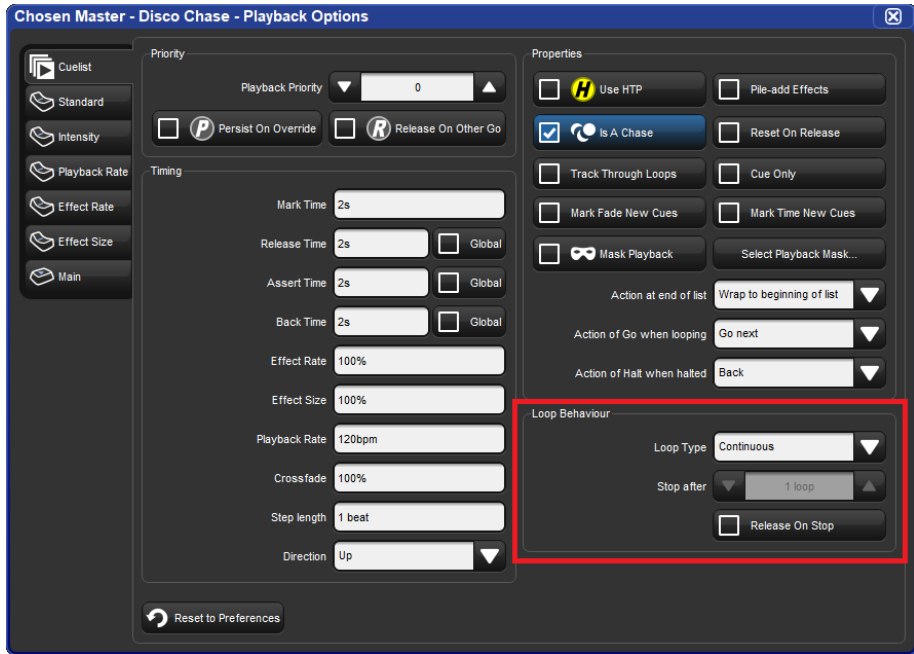 Chosen Master - Disco Chase - Playback Options
Cuelist
Standard
Intensity
Playback Rate
Effect Rate
Effect Size
Main
Priority
Playback Priority 0
P Persist On Override R Release On Other Go
Timing
Mark Time 2s
Release Time 2s Global
Assert Time 2s Global
Back Time 2s Global
Effect Rate 100%
Effect Size 100%
Playback Rate 120bpm
Crossfade 100%
Step length 1 beat
Direction Up
Reset to Preferences
Properties
H Use HTP Pile-add Effects
Is A Chase Reset On Release
Track Through Loops Cue Only
Mark Fade New Cues Mark Time New Cues
Mask Playback Select Playback Mask...
Action at end of list Wrap to beginning of list
Action of Go when looping Go next
Action of Halt when halted Back
Loop Behaviour
Loop Type Continuous
Stop after 1 loop
Release On Stop